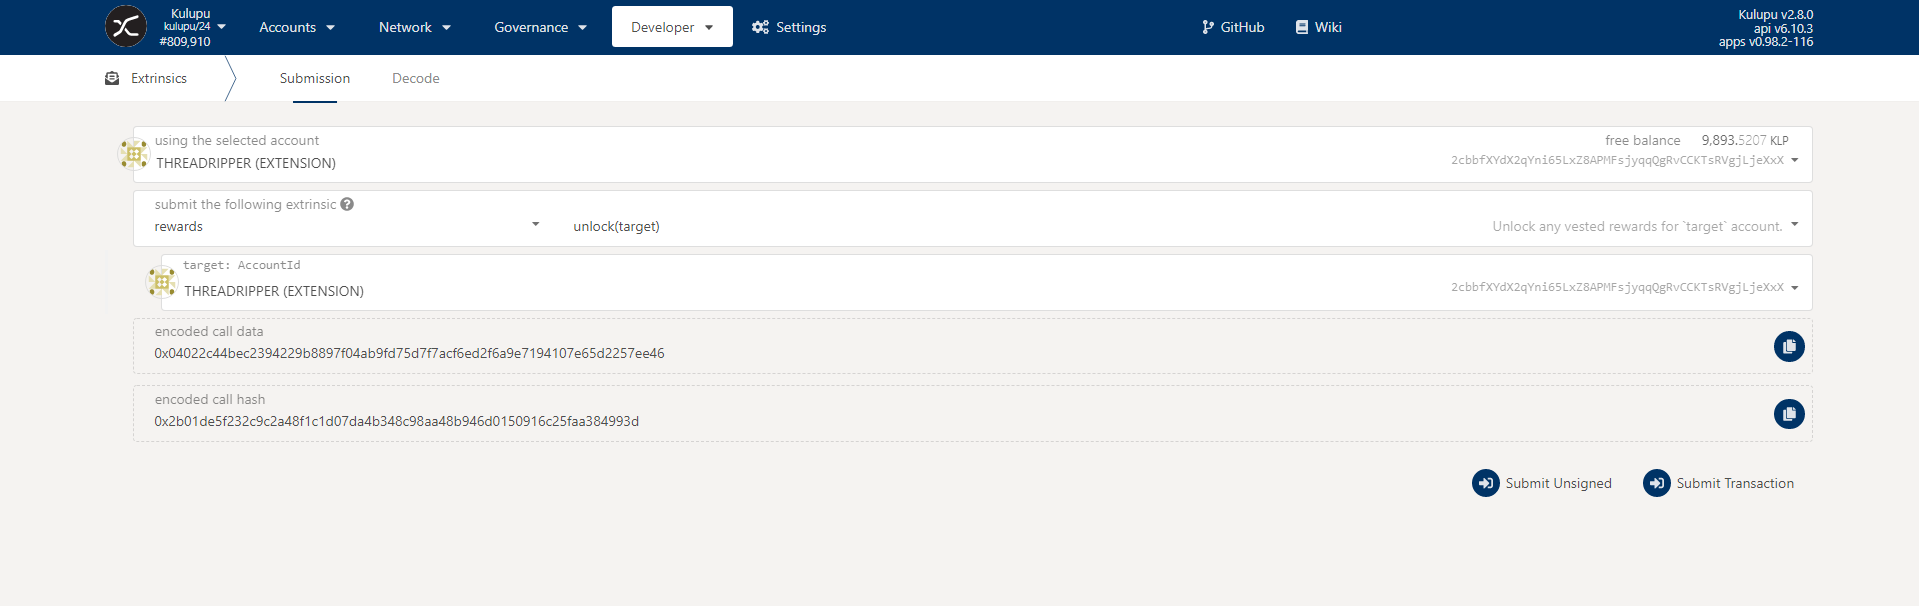 Kulupu
kulupu/24
#809,910
Accounts
Network
Governance
Developer
Settings
GitHub
Wiki
Kulupu v2.8.0
api v6.10.3
apps v0.98.2-116
Extrinsics
Submission
Decode
using the selected account
THREADRIPPER (EXTENSION)
free balance 9,893.5207 KLP
2cbbfXYdX2qYni65LxZ8APMFsjyqqQgRvCCKTsRVgjLjeXxX
submit the following extrinsic ?
rewards
unlock(target)
Unlock any vested rewards for `target` account.
target: AccountId
THREADRIPPER (EXTENSION)
2cbbfXYdX2qYni65LxZ8APMFsjyqqQgRvCCKTsRVgjLjeXxX
encoded call data
0x04022c44bec2394229b8897f04ab9fd75d7f7acf6ed2f6a9e7194107e65d2257ee46
encoded call hash
0x2b01de5f232c9c2a48f1c1d07da4b348c98aa48b946d0150916c25faa384993d
Submit Unsigned
Submit Transaction